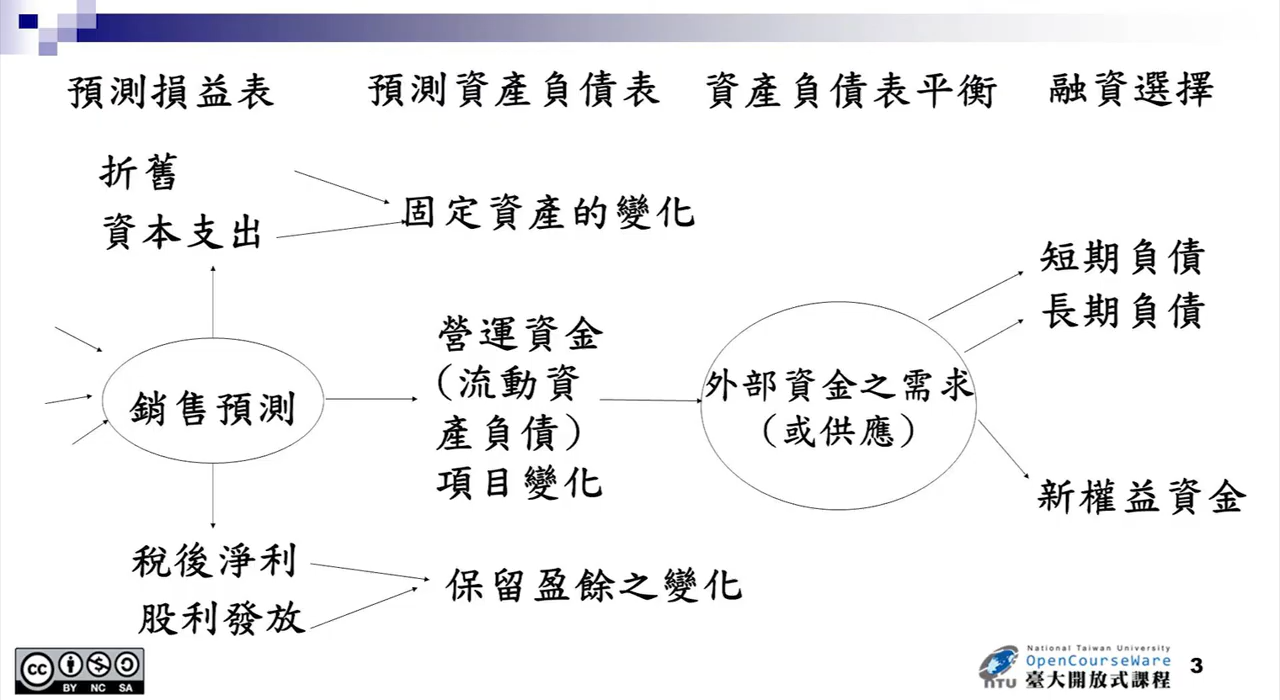 預測損益表
預測資產負債表
資產負債表平衡
融資選擇
折舊
資本支出
固定資產的變化
銷售預測
營運資金
(流動資
產負債)
項目變化
外部資金之需求
(或供應)
短期負債
長期負債
新權益資金
稅後淨利
股利發放
保留盈餘之變化
cc
BY NC SA
NTU
National Taiwan University
OpenCourseWare
臺大開放式課程
3